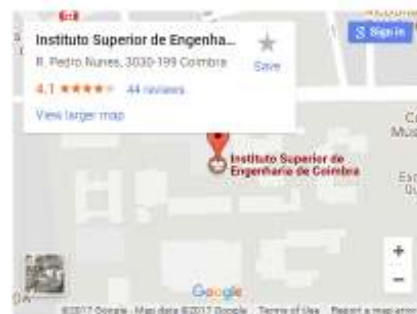 Instituto Superior de Engenha...
R. Pedro Nunes, 3030-199 Coimbra
Save
Sign in
4.1 ★★★★★ 44 reviews
View larger map
Instituto Superior de
Engenharia de Coimbra
+
−
Google
©2017 Google - Map data ©2017 Google Terms of Use Report a map error